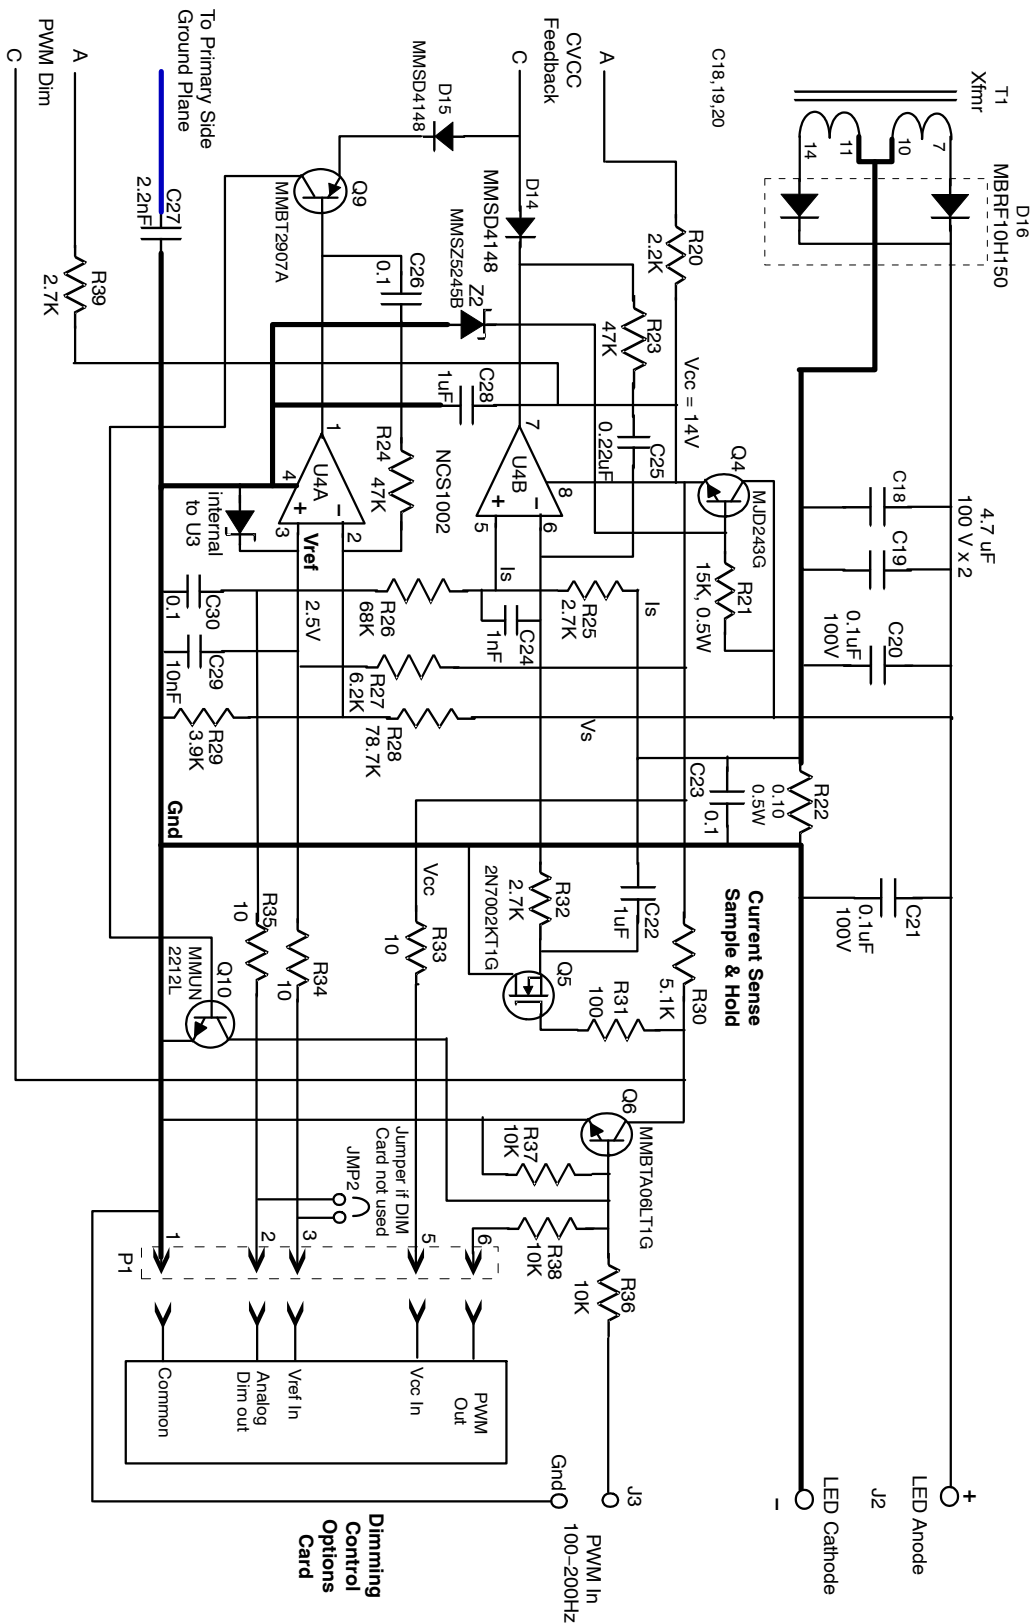 T1
Xfmr
7
10
11
14
D16
MBRF10H150
C18,19,20
4.7 uF
100 V x 2
C18
C19
C20
0.1uF
100V
C21
0.1uF
100V
+
LED Anode
J2
LED Cathode
-
R22
0.10
0.5W
C23
0.1
Current Sense
Sample & Hold
A
CVCC
Feedback
C
R20
2.2K
Vcc = 14V
Q4
MJD243G
R21
15K, 0.5W
D14
MMSD4148
D15
MMSD4148
R23
47K
C25
0.22uF
Z2
MMSZ5245B
C28
1uF
NCS1002
U4B
7
8
6
5
+
-
Is
Is
R25
2.7K
C24
1nF
Vs
R32
2.7K
C22
1uF
R30
5.1K
R31
100
Q5
2N7002KT1G
Q6
MMBTA06LT1G
R37
10K
R38
10K
R36
10K
J3
PWM In
100-200Hz
Gnd
Q9
MMBT2907A
C26
0.1
R24
47K
U4A
1
4
2
3
-
+
Vref
internal
to U3
2.5V
R26
68K
R27
6.2K
R28
78.7K
R29
3.9K
C30
0.1
C29
10nF
Gnd
Vcc
R33
10
R34
10
R35
10
Q10
MMUN
2212L
Jumper if DIM
Card not used
JMP2
6
5
3
2
1
P1
PWM
Out
Vcc In
Vref In
Analog
Dim out
Common
Dimming
Control
Options
Card
To Primary Side
Ground Plane
C27
2.2nF
A
PWM Dim
C
R39
2.7K